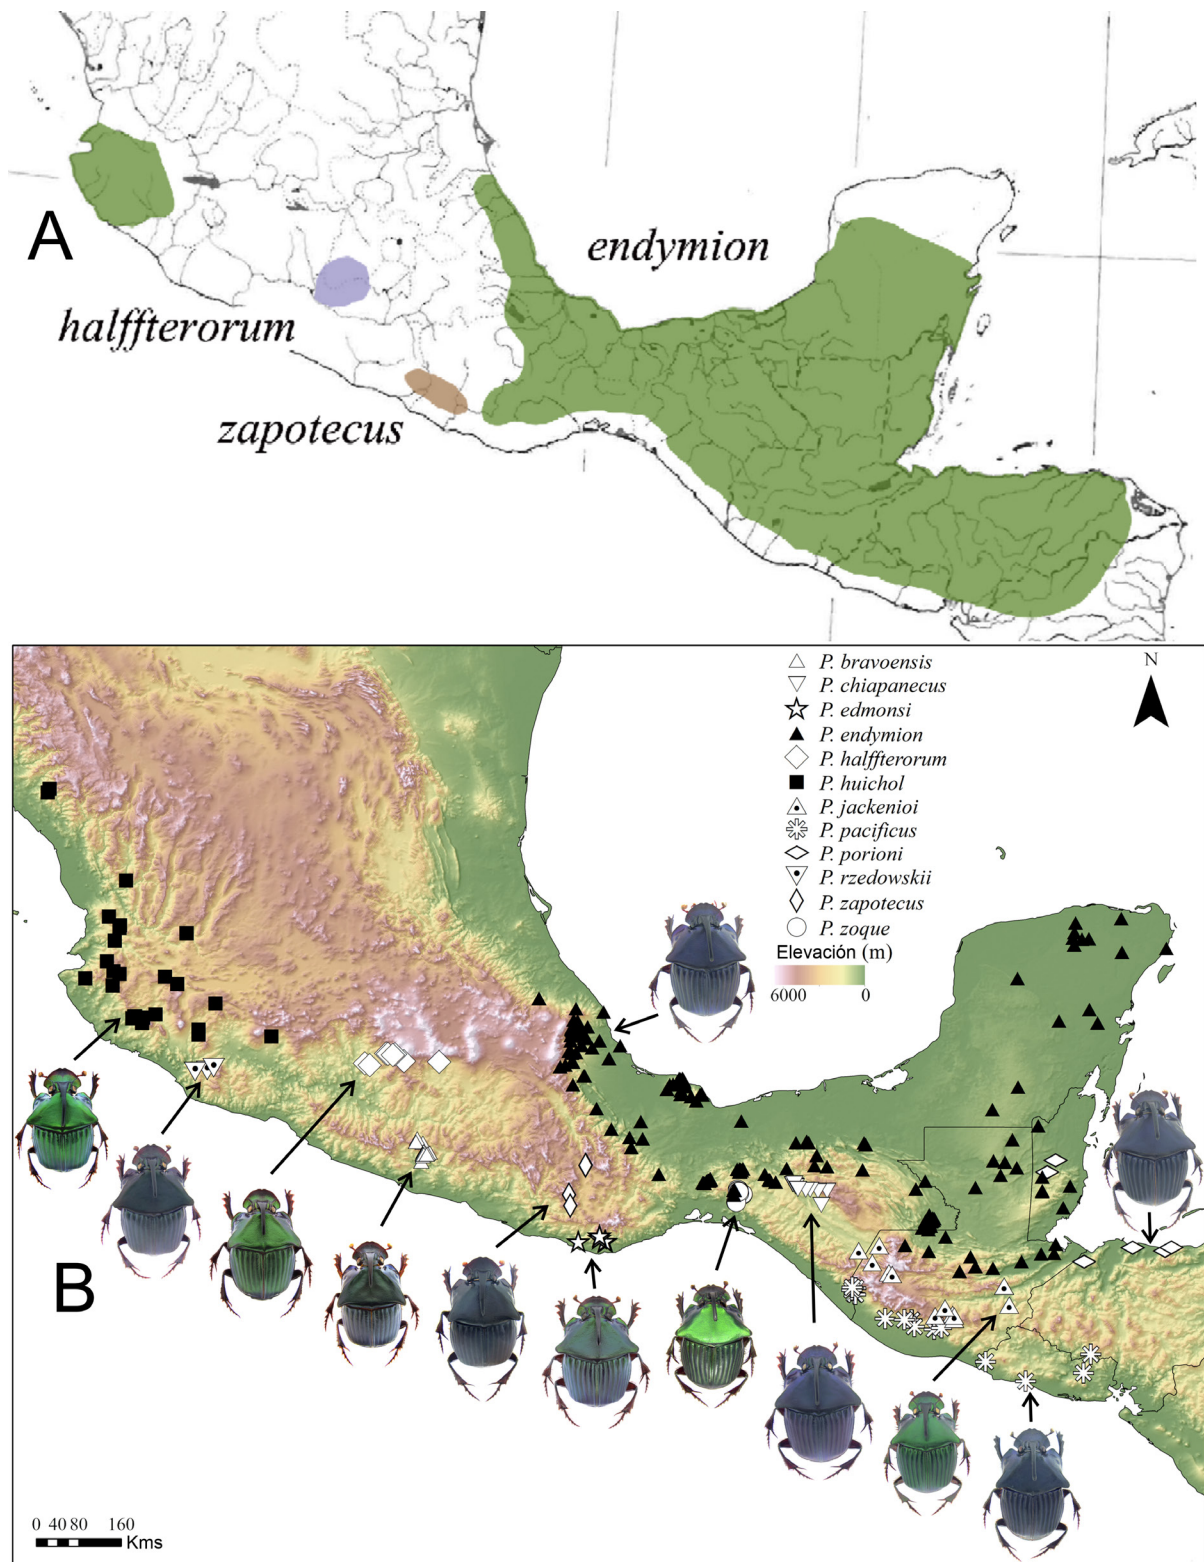 A
endymion
halffterorum
zapotecus
P. bravoensis
P. chiapanecus
P. edmonsi
P. endymion
P. halffterorum
P. huichol
P. jackenioi
P. pacificus
P. porioni
P. rzedowskii
P. zapotecus
P. zoque
Elevación (m)
6000 0
N
B
0 40 80 160
Kms